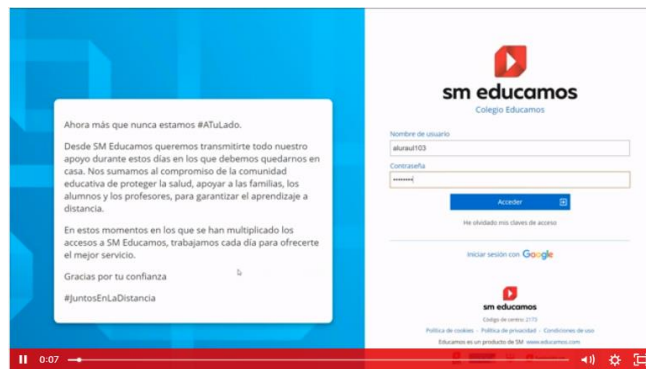 Ahora más que nunca estamos #ATuLado.
Desde SM Educamos queremos transmitirte todo nuestro
apoyo durante estos días en los que debemos quedarnos en
casa. Nos sumamos al compromiso de la comunidad
educativa de proteger la salud, apoyar a las familias, los
alumnos y los profesores, para garantizar el aprendizaje a
distancia.
En estos momentos en los que se han multiplicado los
accesos a SM Educamos, trabajamos cada día para ofrecerte
el mejor servicio.
Gracias por tu confianza
#JuntosEnLaDistancia
sm educamos
Colegio Educamos
Nombre de usuario
aluraul103
Contraseña
Acceder
He olvidado mis claves de acceso
Iniciar sesión con Google
sm educamos
Código de centro: 2173
Política de cookies - Política de privacidad - Condiciones de uso
Educamos es un producto de SM www.educamos.com
0:07